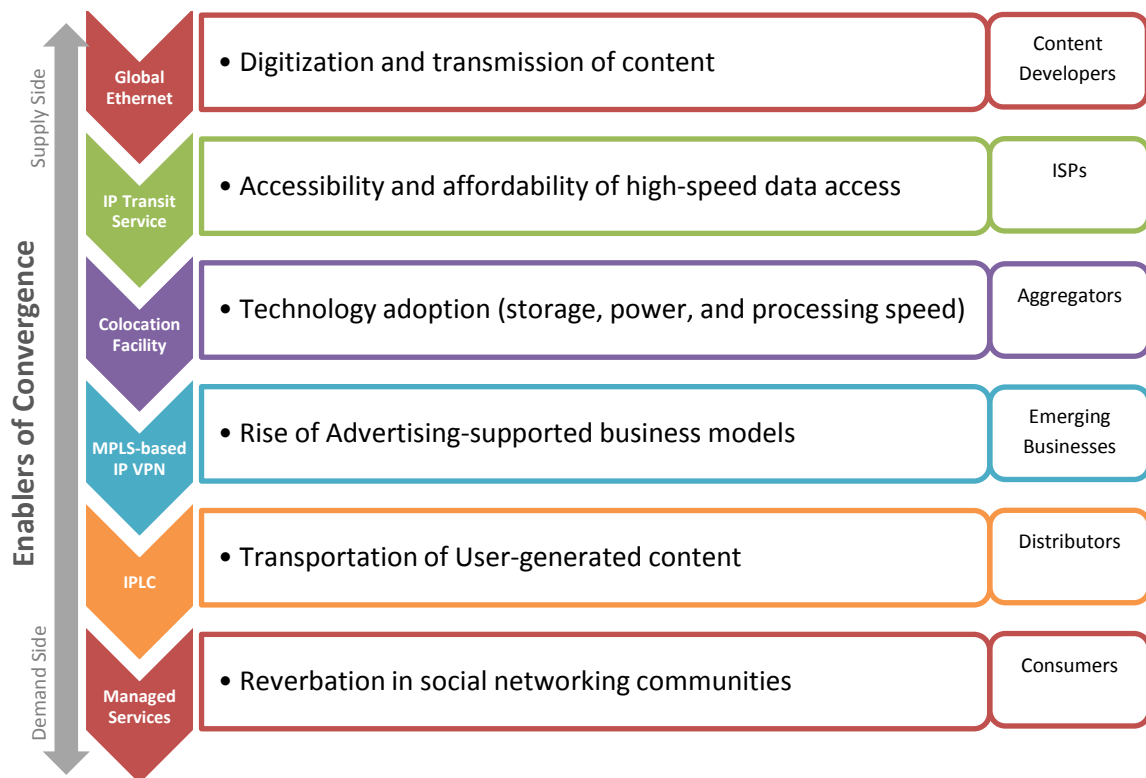 Supply Side
Enablers of Convergence
Demand Side
Global
Ethernet
• Digitization and transmission of content
Content
Developers
IP Transit
Service
• Accessibility and affordability of high-speed data access
ISPs
Colocation
Facility
• Technology adoption (storage, power, and processing speed)
Aggregators
MPLS-based
IP VPN
• Rise of Advertising-supported business models
Emerging
Businesses
IPLC
• Transportation of User-generated content
Distributors
Managed
Services
• Reverbation in social networking communities
Consumers